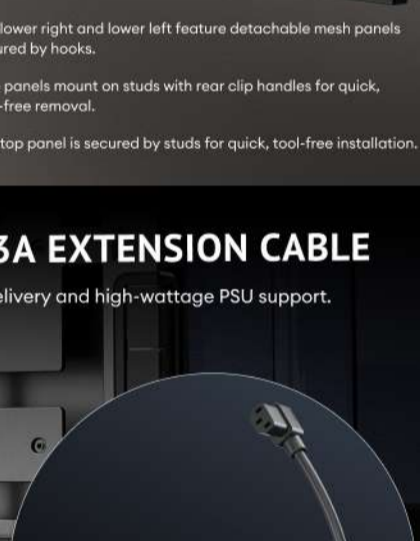 lower right and lower left feature detachable mesh panels
ured by hooks.
panels mount on studs with rear clip handles for quick,
-free removal.
top panel is secured by studs for quick, tool-free installation.
3A EXTENSION CABLE
elivery and high-wattage PSU support.